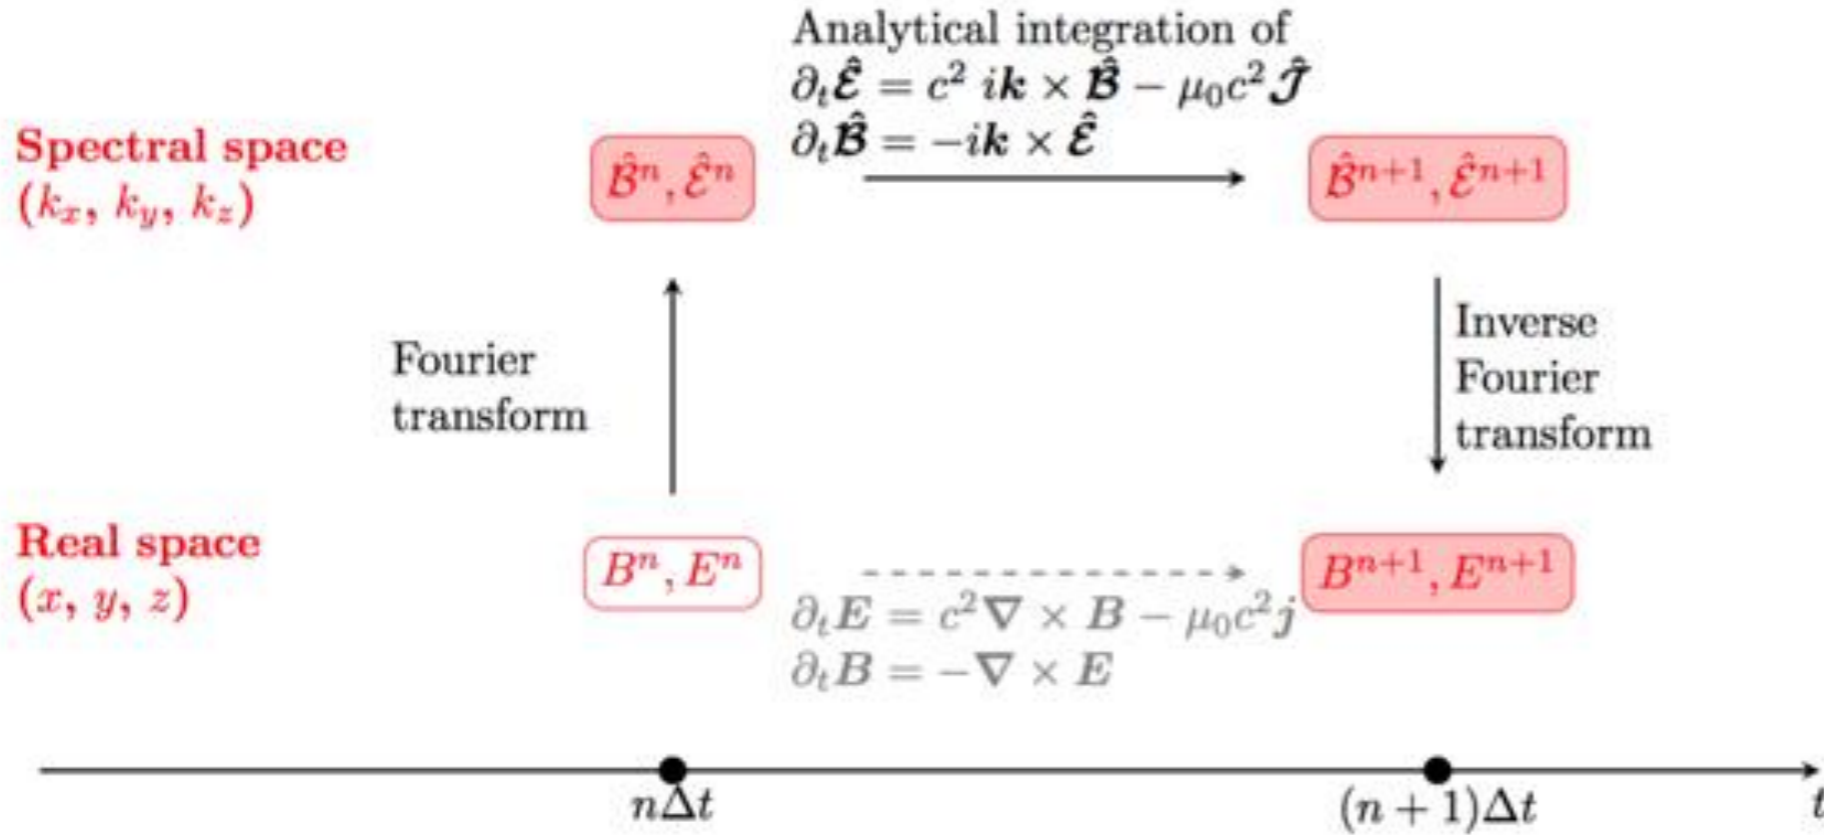 Analytical integration of
∂ₜ𝓔̂ = c² i𝒌 × 𝓑̂ − μ₀c² 𝓙̂
∂ₜ𝓑̂ = −i𝒌 × 𝓔̂
Spectral space
(kₓ, k_y, k_z)
𝓑̂ⁿ, 𝓔̂ⁿ
𝓑̂ⁿ⁺¹, 𝓔̂ⁿ⁺¹
Fourier
transform
Inverse
Fourier
transform
Real space
(x, y, z)
Bⁿ, Eⁿ
Bⁿ⁺¹, Eⁿ⁺¹
∂ₜE = c²∇ × B − μ₀c²j
∂ₜB = −∇ × E
nΔt
(n + 1)Δt
t